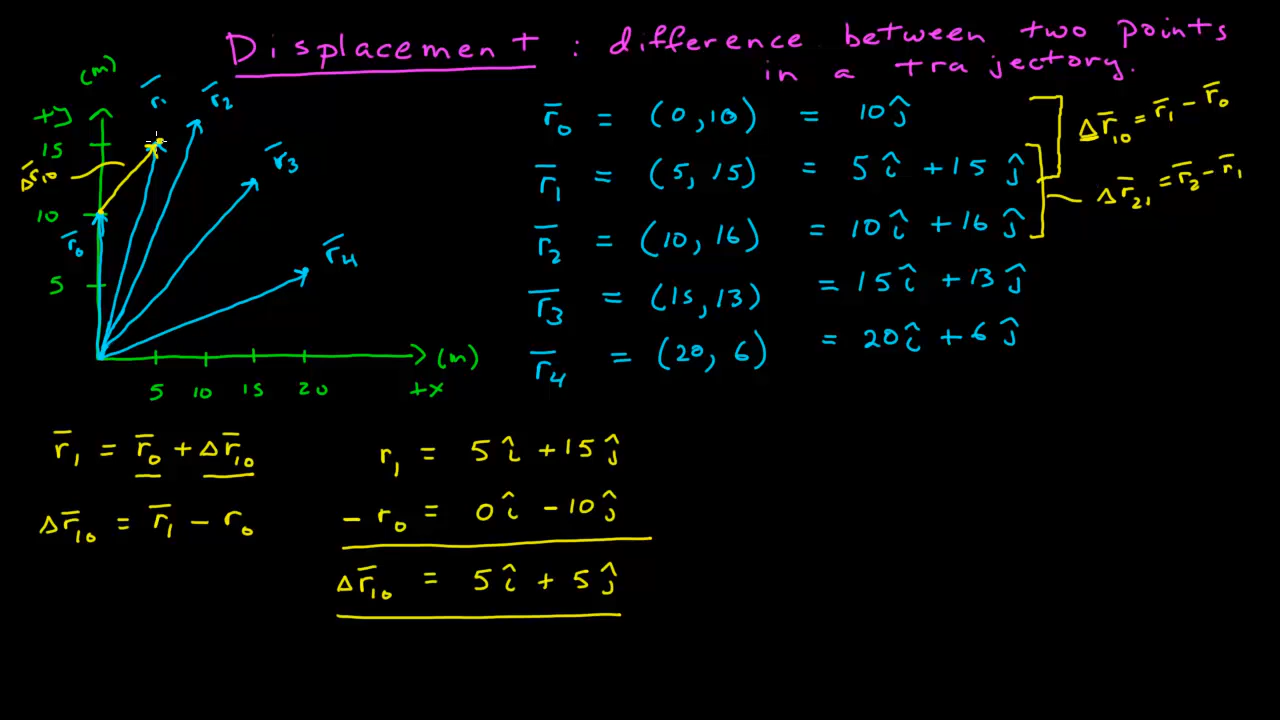 Displacement : difference between two points
in a trajectory.
(m)
+y
15
10
5
5 10 15 20
(m)
+x
r̄₁
r̄₂
r̄₃
r̄₄
r̄₀
Δr̄₁₀
r̄₀ = (0,10) = 10ĵ
r̄₁ = (5, 15) = 5î + 15ĵ
r̄₂ = (10, 16) = 10î + 16ĵ
r̄₃ = (15, 13) = 15î + 13ĵ
r̄₄ = (20, 6) = 20î + 6ĵ
Δr̄₁₀ = r̄₁ - r̄₀
Δr̄₂₁ = r̄₂ - r̄₁
r̄₁ = r̄₀ + Δr̄₁₀
Δr̄₁₀ = r̄₁ - r₀
r₁ = 5î + 15ĵ
- r₀ = 0î - 10ĵ
Δr̄₁₀ = 5î + 5ĵ